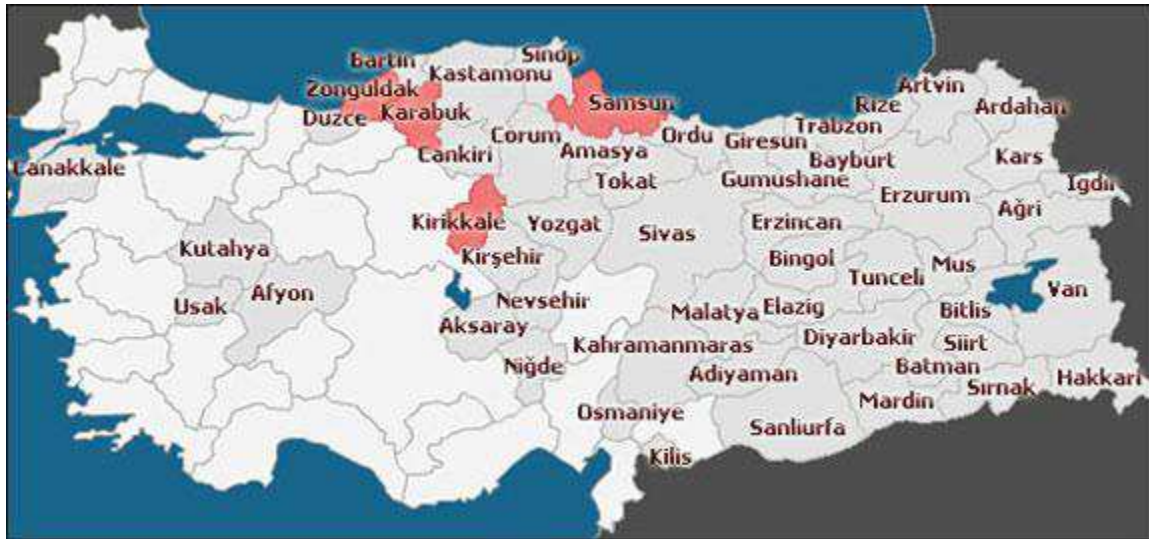 Sinop
Bartin
Kastamonu
Zonguldak
Karabuk
Duzce
Samsun
Artvin
Rize
Ardahan
Corum
Ordu
Giresun
Trabzon
Cankiri
Amasya
Bayburt
Kars
Canakkale
Tokat
Gumushane
Erzurum
Igdir
Ağri
Kirikkale
Yozgat
Sivas
Erzincan
Kutahya
Kirşehir
Bingol
Tunceli
Mus
Van
Usak
Afyon
Nevsehir
Malatya
Elazig
Bitlis
Aksaray
Kahramanmaras
Diyarbakir
Siirt
Niğde
Adiyaman
Batman
Sirnak
Hakkari
Osmaniye
Mardin
Sanliurfa
Kilis